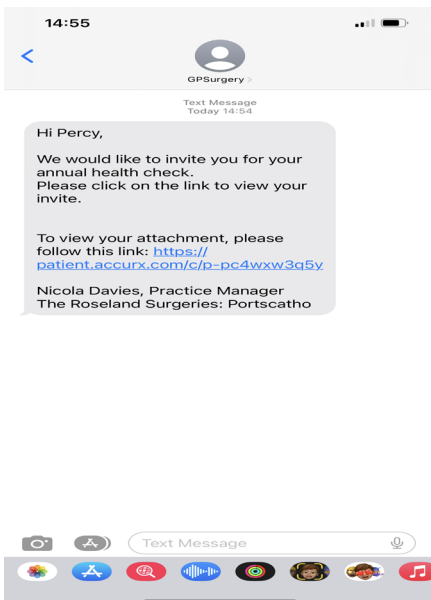 14:55
GPSurgery
Text Message
Today 14:54
Hi Percy,
We would like to invite you for your
annual health check.
Please click on the link to view your
invite.
To view your attachment, please
follow this link: https://
patient.accurx.com/c/p-pc4wxw3q5y
Nicola Davies, Practice Manager
The Roseland Surgeries: Portscatho
Text Message